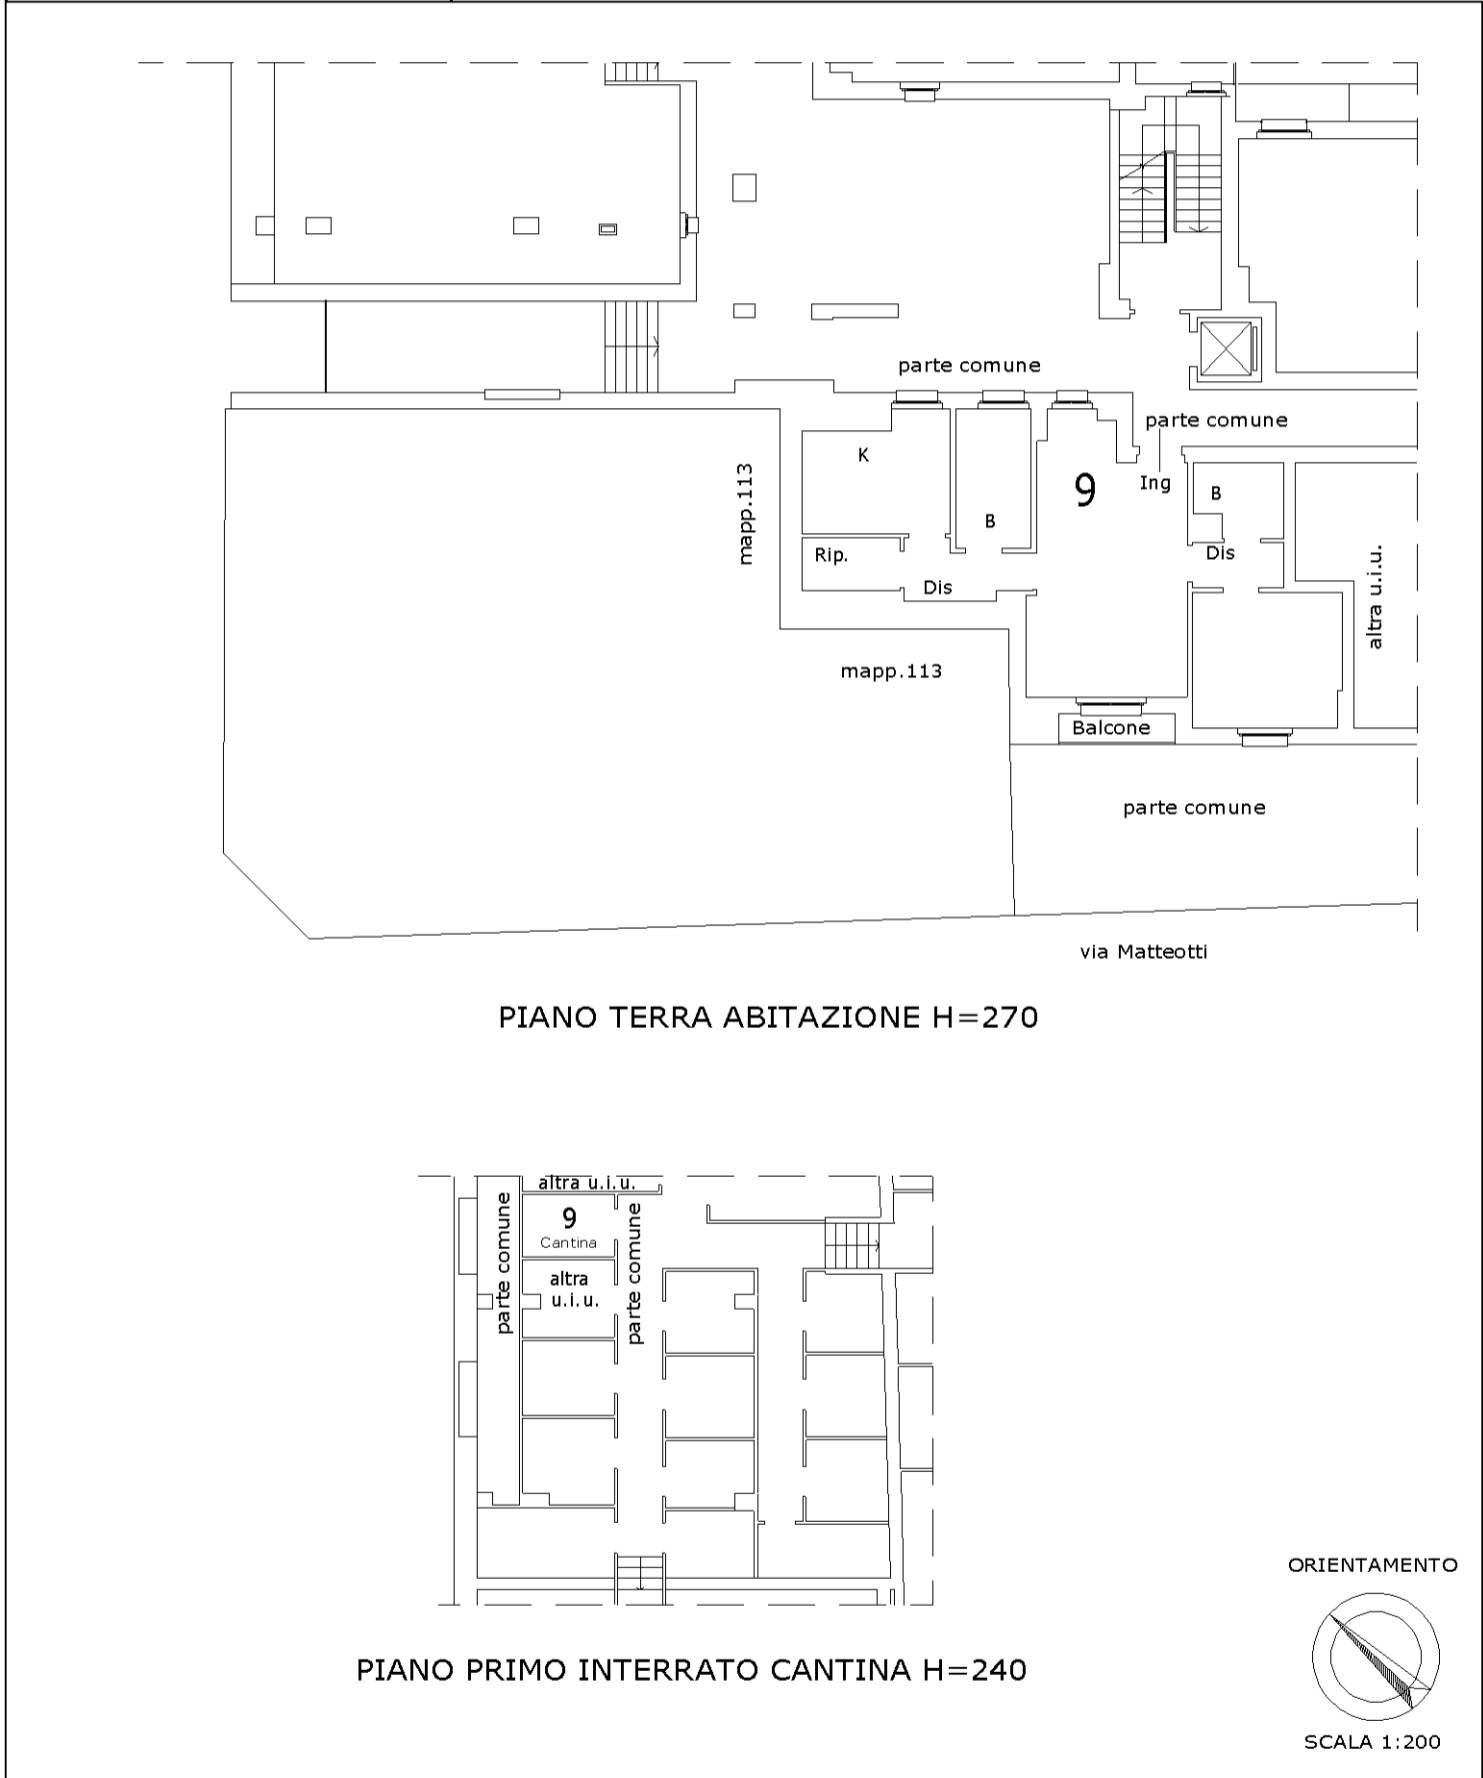 parte comune
parte comune
K
mapp.113
9
Ing
B
B
Rip.
Dis
Dis
altra u.i.u.
mapp.113
Balcone
parte comune
via Matteotti
PIANO TERRA ABITAZIONE H=270
altra u.i.u.
parte comune
9
Cantina
parte comune
altra
u.i.u.
ORIENTAMENTO
PIANO PRIMO INTERRATO CANTINA H=240
SCALA 1:200